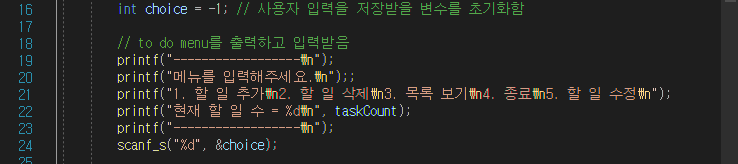 16 int choice = -1; // 사용자 입력을 저장받을 변수를 초기화함
17
18 // to do menu를 출력하고 입력받음
19 printf("------------------₩n");
20 printf("메뉴를 입력해주세요.₩n");;
21 printf("1. 할 일 추가₩n2. 할 일 삭제₩n3. 목록 보기₩n4. 종료₩n5. 할 일 수정₩n");
22 printf("현재 할 일 수 = %d₩n", taskCount);
23 printf("------------------₩n");
24 scanf_s("%d", &choice);
25